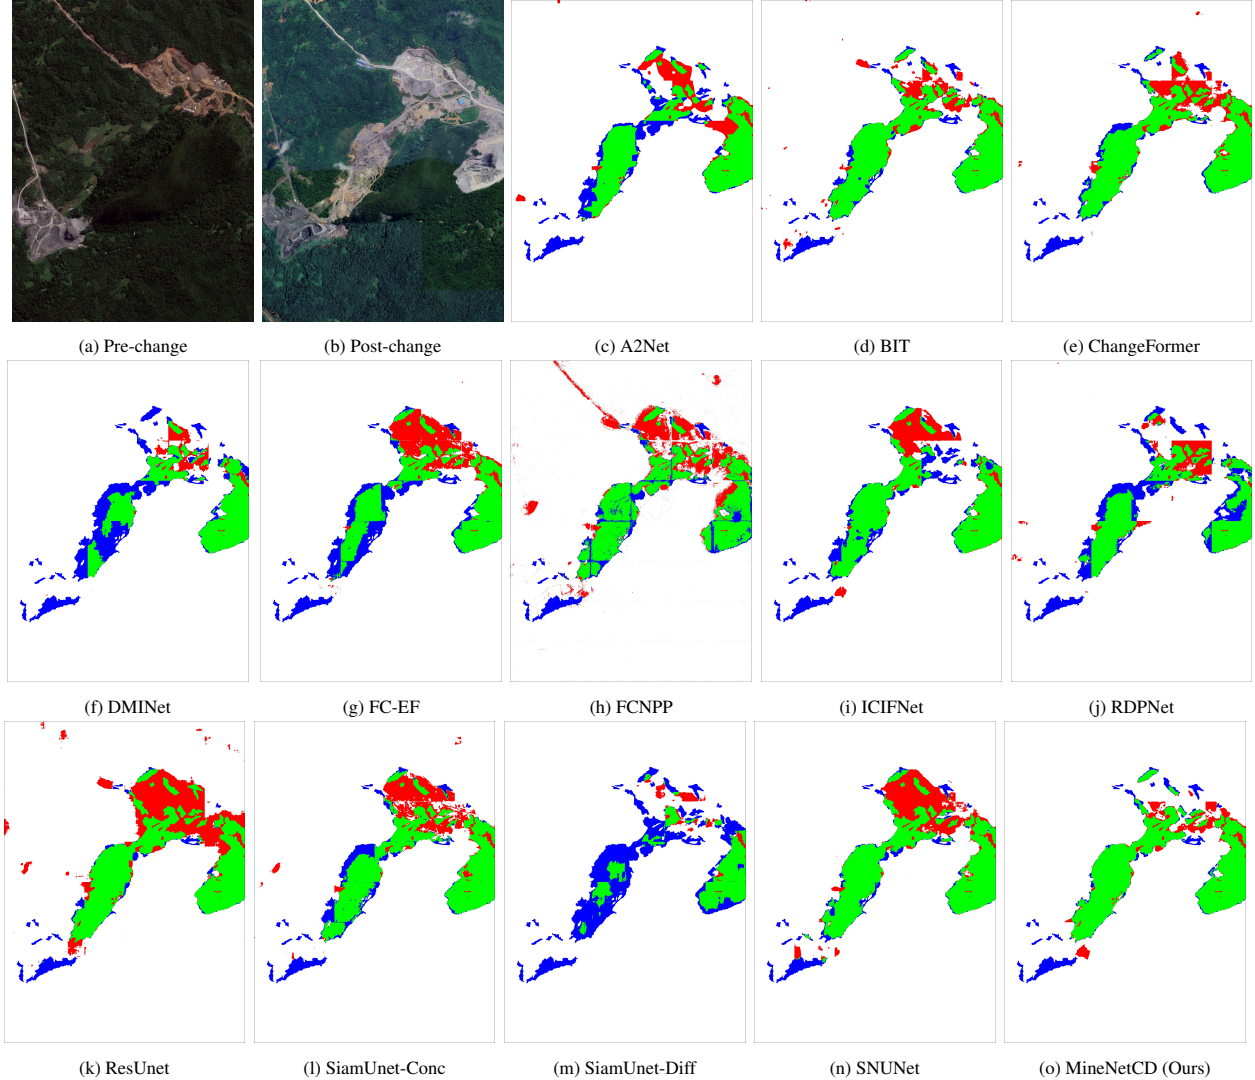 (a) Pre-change
(b) Post-change
(c) A2Net
(d) BIT
(e) ChangeFormer
(f) DMINet
(g) FC-EF
(h) FCNPP
(i) ICIFNet
(j) RDPNet
(k) ResUnet
(l) SiamUnet-Conc
(m) SiamUnet-Diff
(n) SNUNet
(o) MineNetCD (Ours)